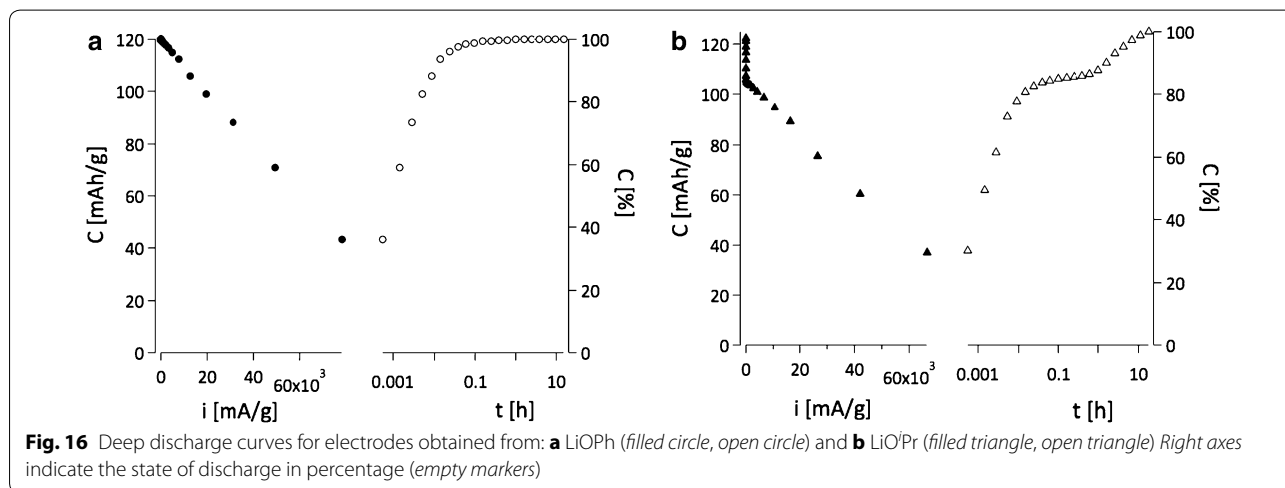 a
C [mAh/g]
120
100
80
60
40
20
0
0
20
40
60x10³
i [mA/g]
0.001
0.1
10
t [h]
100
80
60
40
20
0
C [%]
b
C [mAh/g]
120
100
80
60
40
20
0
0
20
40
60x10³
i [mA/g]
0.001
0.1
10
t [h]
100
80
60
40
20
0
C [%]
Fig. 16 Deep discharge curves for electrodes obtained from: a LiOPh (filled circle, open circle) and b LiOⁱPr (filled triangle, open triangle) Right axes
indicate the state of discharge in percentage (empty markers)